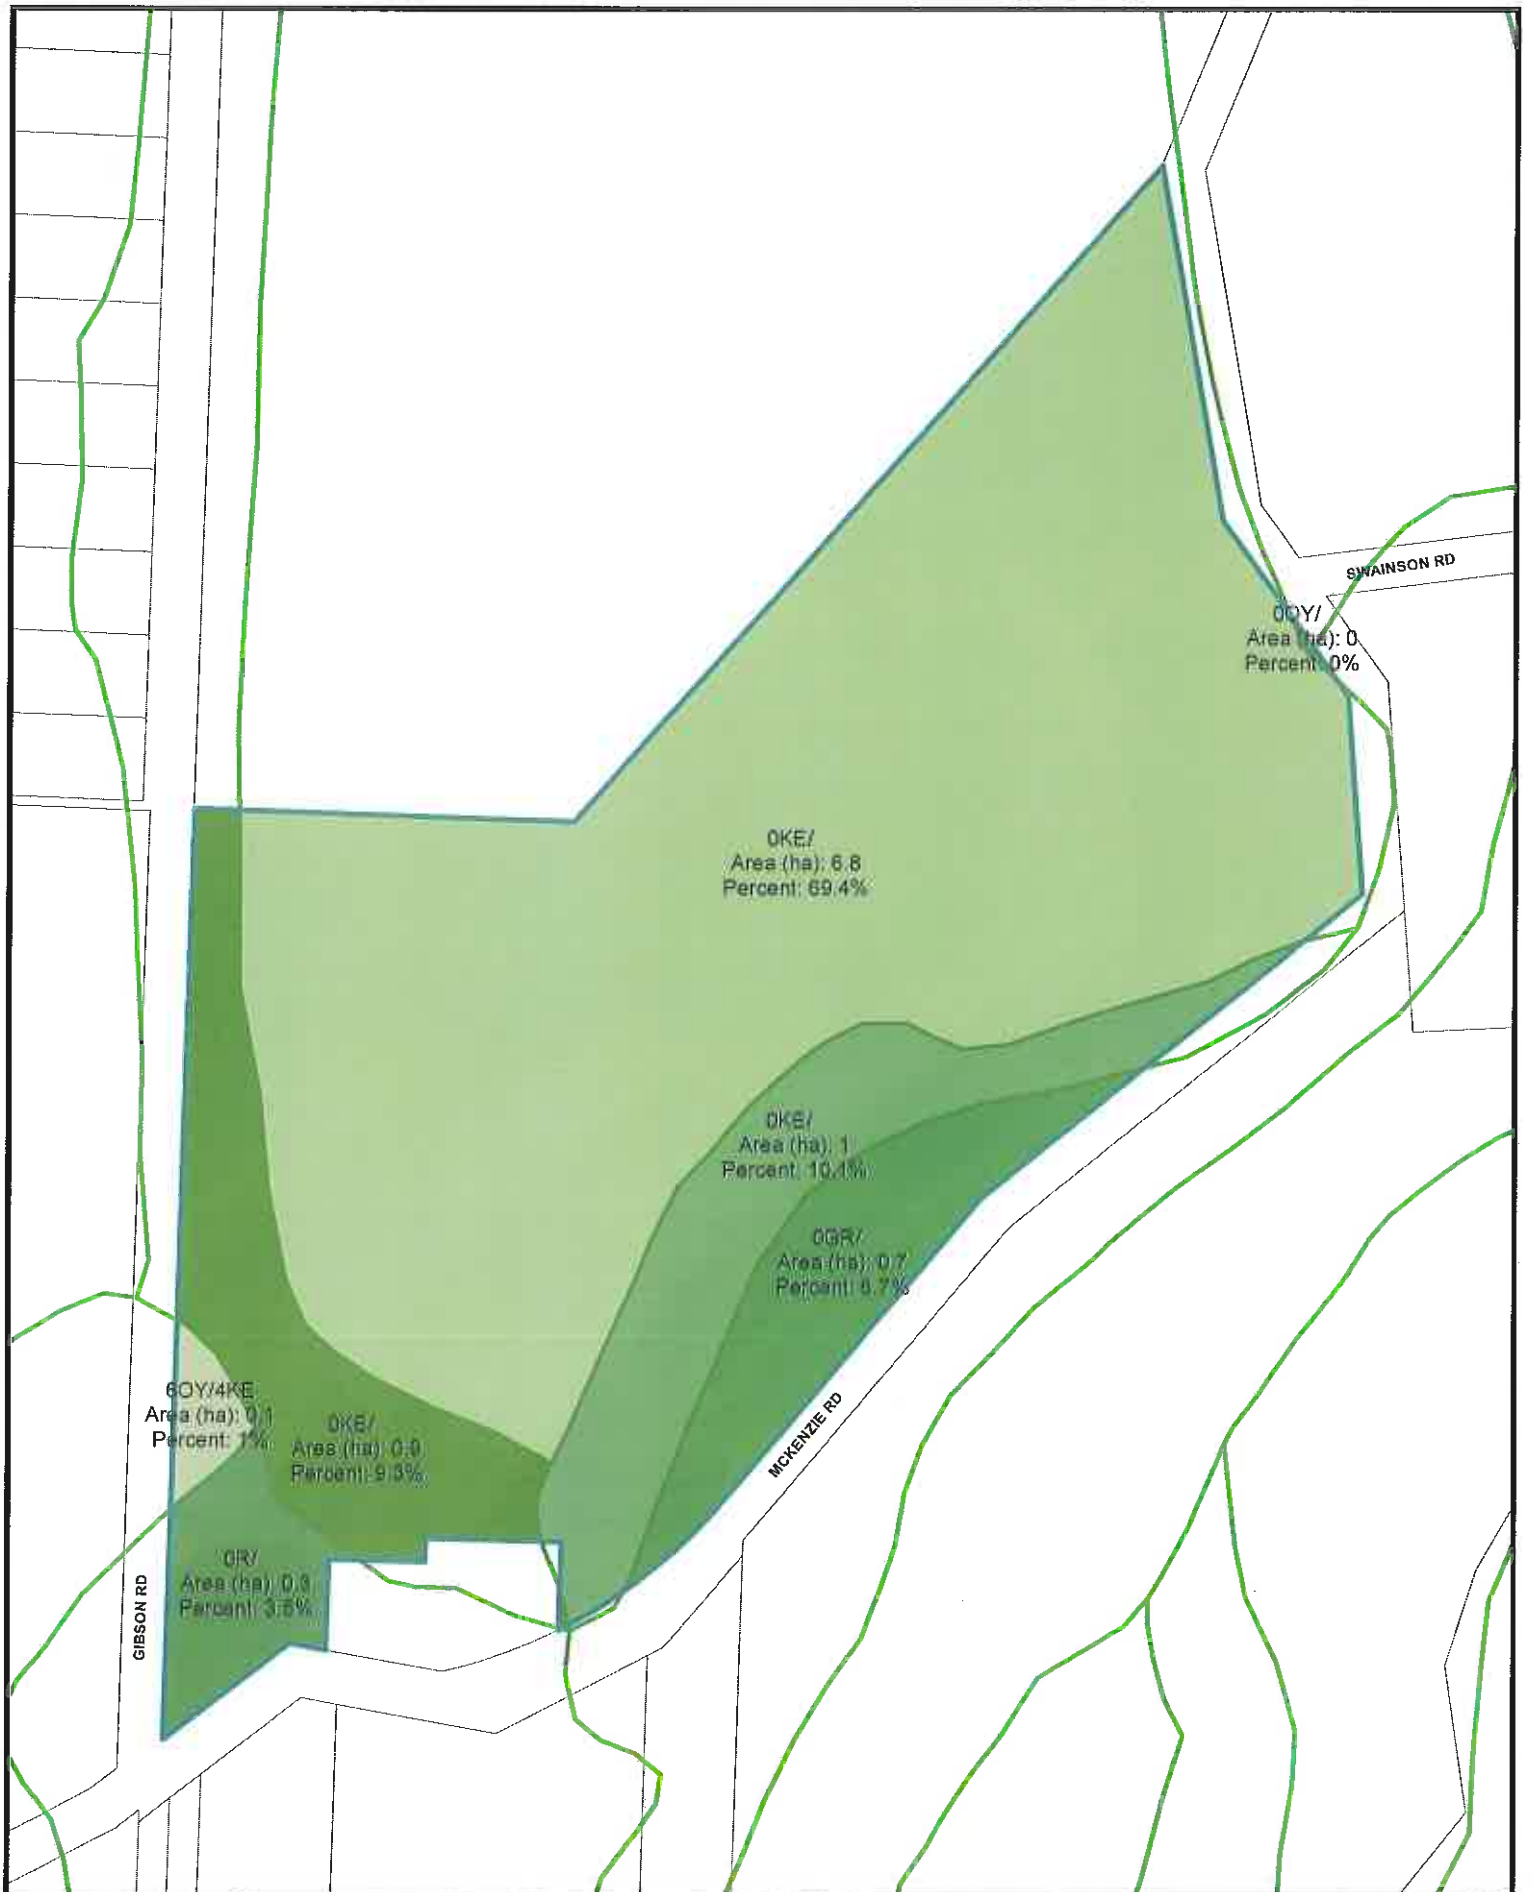 SWAINSON RD
0OY/
Area (ha): 0
Percent: 0%
0KE/
Area (ha): 6.8
Percent: 69.4%
0KE/
Area (ha): 1
Percent: 10.1%
0GR/
Area (ha): 0.7
Percent: 6.7%
6OY/4KE
Area (ha): 0.1
Percent: 1%
0KE/
Area (ha): 0.9
Percent: 9.3%
MCKENZIE RD
0R/
Area (ha): 0.3
Percent: 3.5%
GIBSON RD